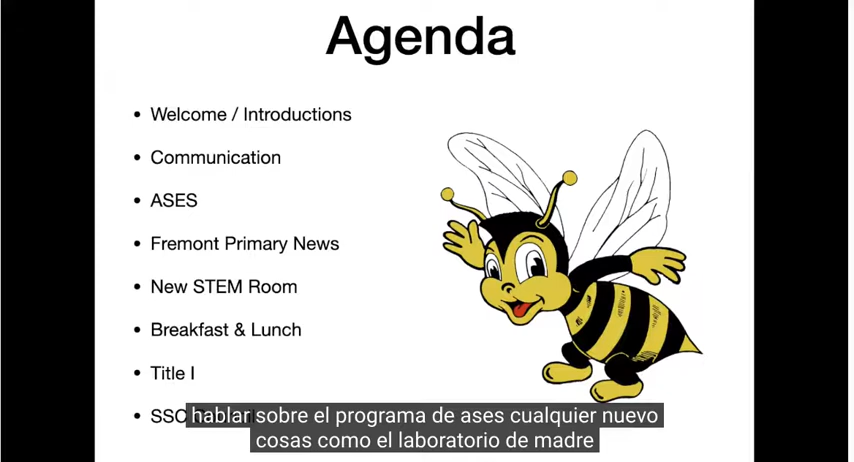 Agenda
• Welcome / Introductions
• Communication
• ASES
• Fremont Primary News
• New STEM Room
• Breakfast & Lunch
• Title I
• SSC
hablar sobre el programa de ases cualquier nuevo
cosas como el laboratorio de madre